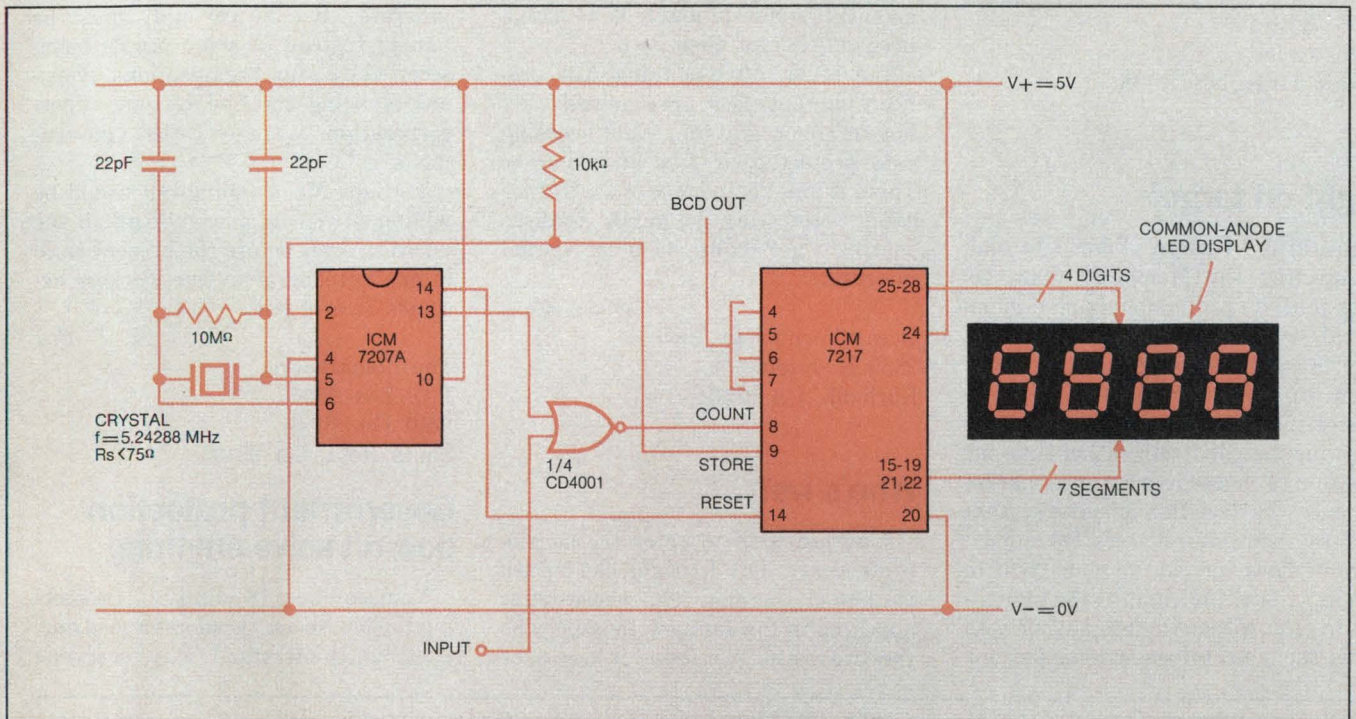 V+=5V
22pF
22pF
10kΩ
BCD OUT
COMMON-ANODE
LED DISPLAY
4 DIGITS
14
13
2
ICM
7207A
10MΩ
4
5
6
10
25-28
24
4
5
6
7
ICM
7217
8888
CRYSTAL
f=5.24288 MHz
Rs<75Ω
COUNT
8
STORE
9
1/4
CD4001
15-19
21,22
7 SEGMENTS
RESET
14
20
V-=0V
INPUT